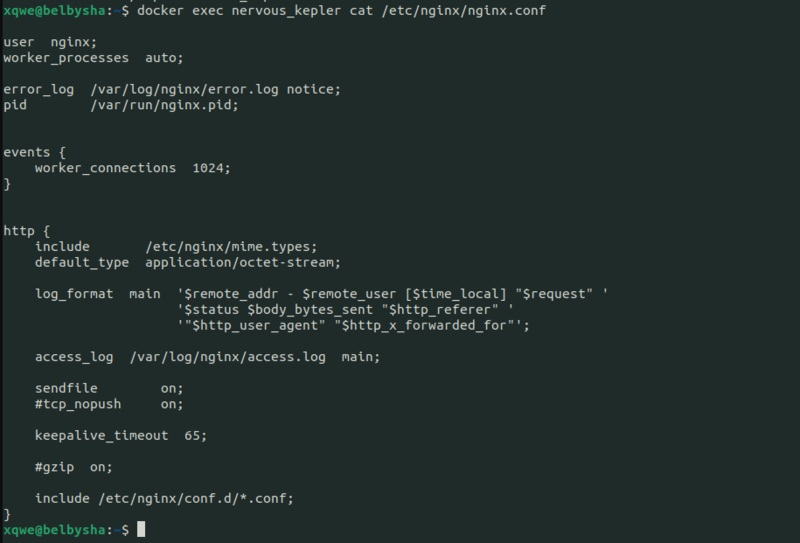 xqwe@belbysha:~$ docker exec nervous_kepler cat /etc/nginx/nginx.conf
user  nginx;
worker_processes  auto;
error_log  /var/log/nginx/error.log notice;
pid        /var/run/nginx.pid;
events {
    worker_connections  1024;
}
http {
    include       /etc/nginx/mime.types;
    default_type  application/octet-stream;
    log_format  main  '$remote_addr - $remote_user [$time_local] "$request" '
                      '$status $body_bytes_sent "$http_referer" '
                      '"$http_user_agent" "$http_x_forwarded_for"';
    access_log  /var/log/nginx/access.log  main;
    sendfile        on;
    #tcp_nopush     on;
    keepalive_timeout  65;
    #gzip  on;
    include /etc/nginx/conf.d/*.conf;
}
xqwe@belbysha:~$